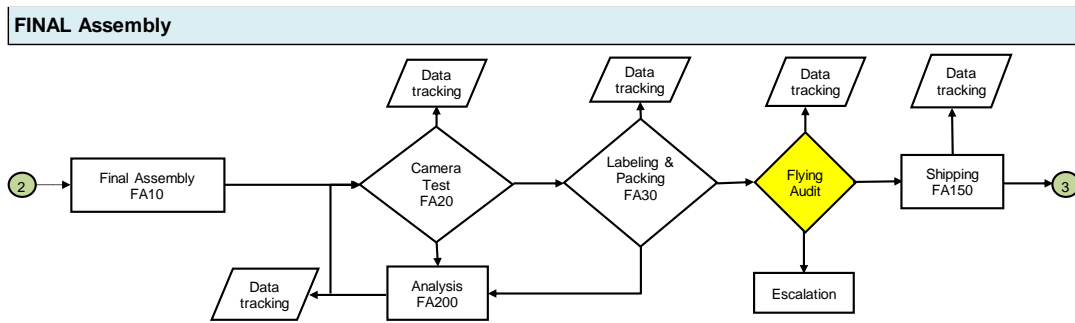 FINAL Assembly
Data
tracking
Data
tracking
Data
tracking
Data
tracking
2
Final Assembly
FA10
Camera
Test
FA20
Labeling &
Packing
FA30
Flying
Audit
Shipping
FA150
3
Data
tracking
Analysis
FA200
Escalation